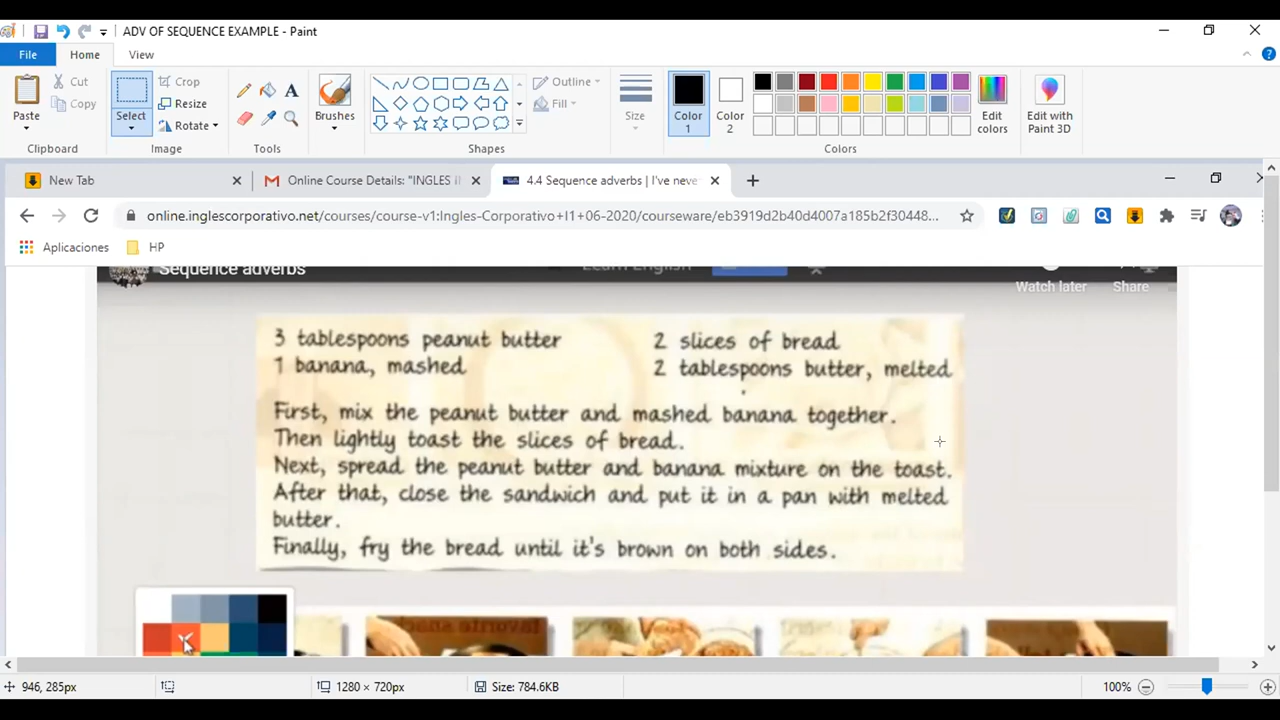 ADV OF SEQUENCE EXAMPLE - Paint
File Home View
Paste Cut Copy
Select Crop Resize Rotate
Brushes
Outline Fill
Size
Color 1 Color 2
Edit colors
Edit with Paint 3D
Clipboard Image Tools Shapes Colors
New Tab Online Course Details: "INGLES 4.4 Sequence adverbs | I've neve
online.inglescorporativo.net/courses/course-v1:Ingles-Corporativo+I1+06-2020/courseware/eb3919d2b40d4007a185b2f30448...
Aplicaciones HP
Sequence adverbs Learn English
Watch later Share
3 tablespoons peanut butter 2 slices of bread
1 banana, mashed 2 tablespoons butter, melted
First, mix the peanut butter and mashed banana together.
Then lightly toast the slices of bread.
Next, spread the peanut butter and banana mixture on the toast.
After that, close the sandwich and put it in a pan with melted
butter.
Finally, fry the bread until it's brown on both sides.
946, 285px 1280 × 720px Size: 784.6KB 100%